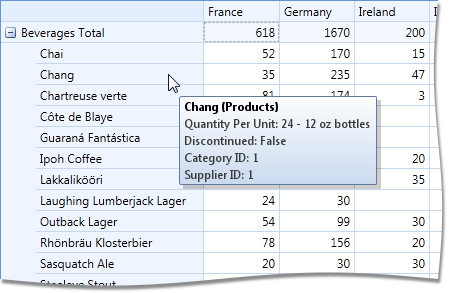 France Germany Ireland
Beverages Total 618 1670 200
Chai 52 170 15
Chang 35 235 47
Chartreuse verte 81 174 3
Chang (Products)
Quantity Per Unit: 24 - 12 oz bottles
Discontinued: False
Category ID: 1
Supplier ID: 1
Côte de Blaye
Guaraná Fantástica
Ipoh Coffee 20
Lakkalikööri 35
Laughing Lumberjack Lager 24 30
Outback Lager 54 99 30
Rhönbräu Klosterbier 78 156 20
Sasquatch Ale 20 30 30
Steeleye Stout